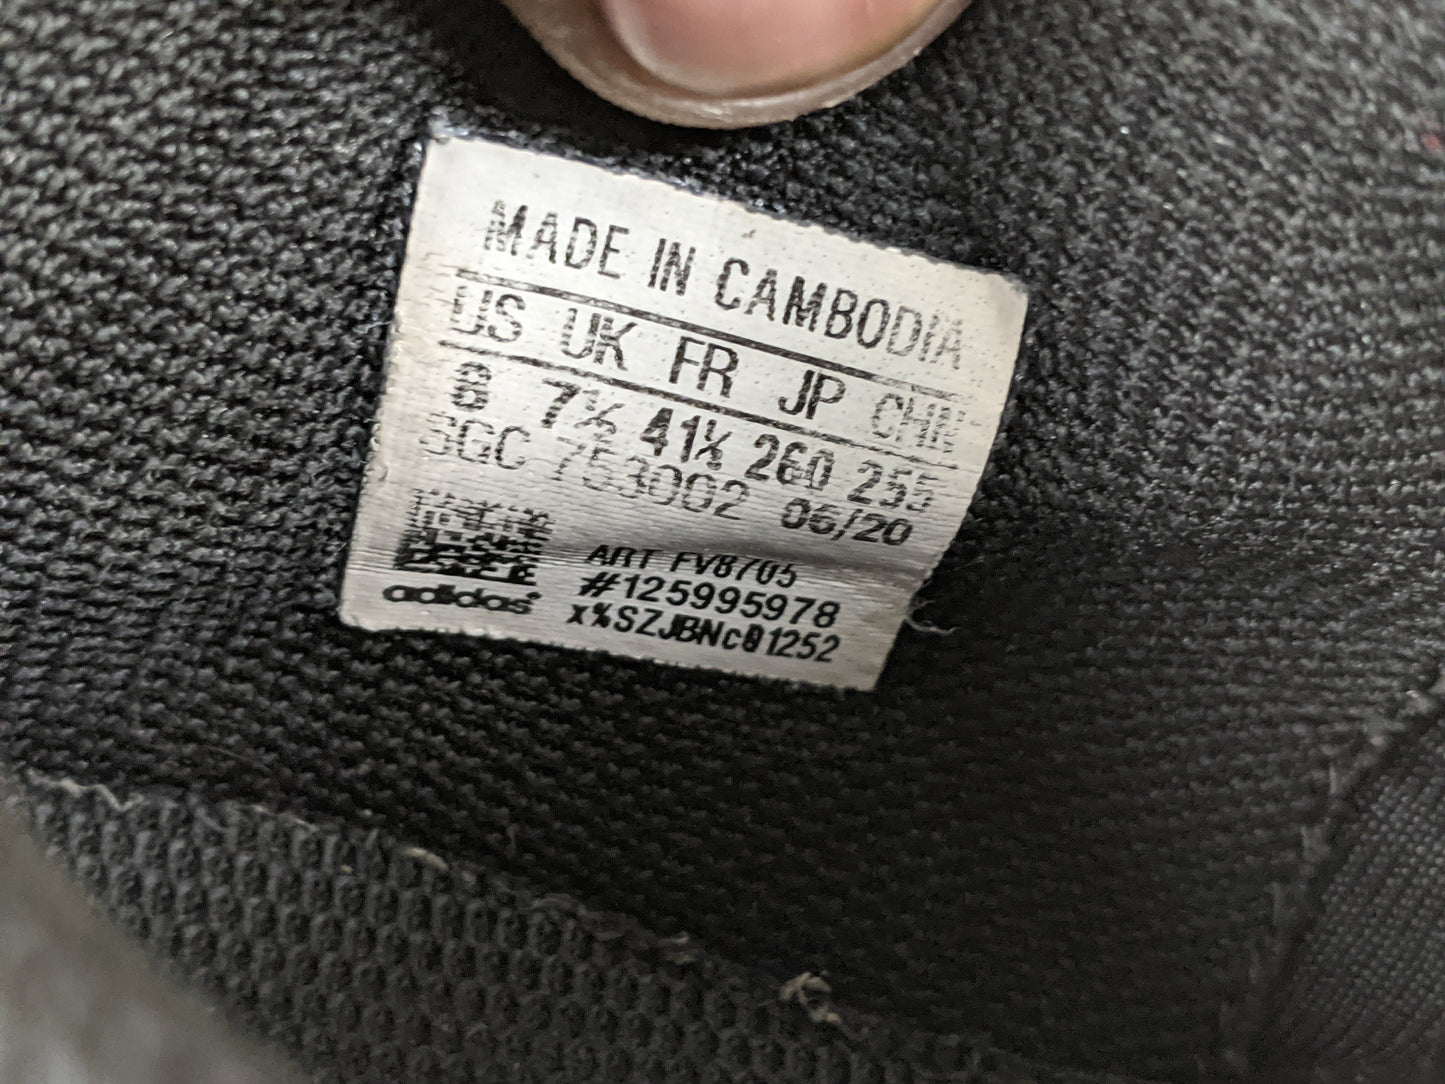 MADE IN CAMBODIA
US UK FR JP CHN
8 7½ 41⅓ 260 255
GGC 753002 06/20
ART FV8705
#125995978
adidas x%SZJBNc01252